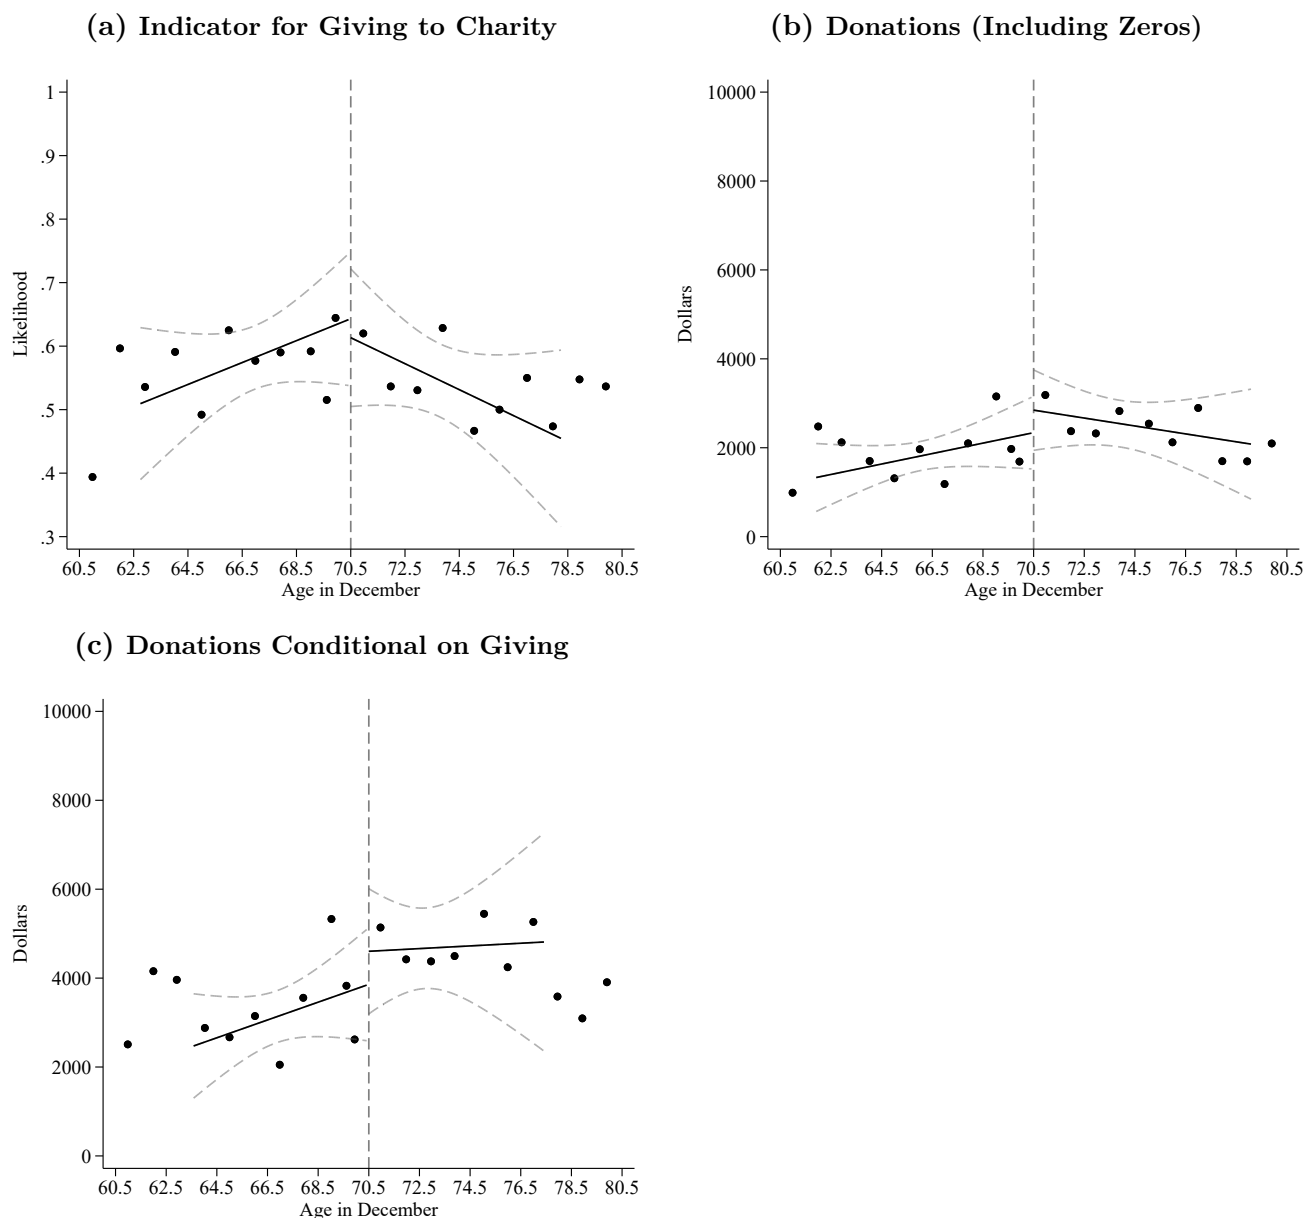 (a) Indicator for Giving to Charity
1
.9
.8
.7
.6
.5
.4
.3
Likelihood
60.5 62.5 64.5 66.5 68.5 70.5 72.5 74.5 76.5 78.5 80.5
Age in December
(b) Donations (Including Zeros)
10000
8000
6000
4000
2000
0
Dollars
60.5 62.5 64.5 66.5 68.5 70.5 72.5 74.5 76.5 78.5 80.5
Age in December
(c) Donations Conditional on Giving
10000
8000
6000
4000
2000
0
Dollars
60.5 62.5 64.5 66.5 68.5 70.5 72.5 74.5 76.5 78.5 80.5
Age in December